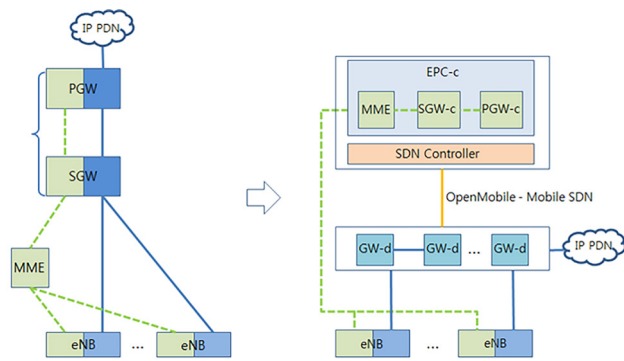 IP PDN
PGW
SGW
MME
eNB ... eNB
EPC-c
MME SGW-c PGW-c
SDN Controller
OpenMobile - Mobile SDN
GW-d GW-d ... GW-d
IP PDN
eNB ... eNB